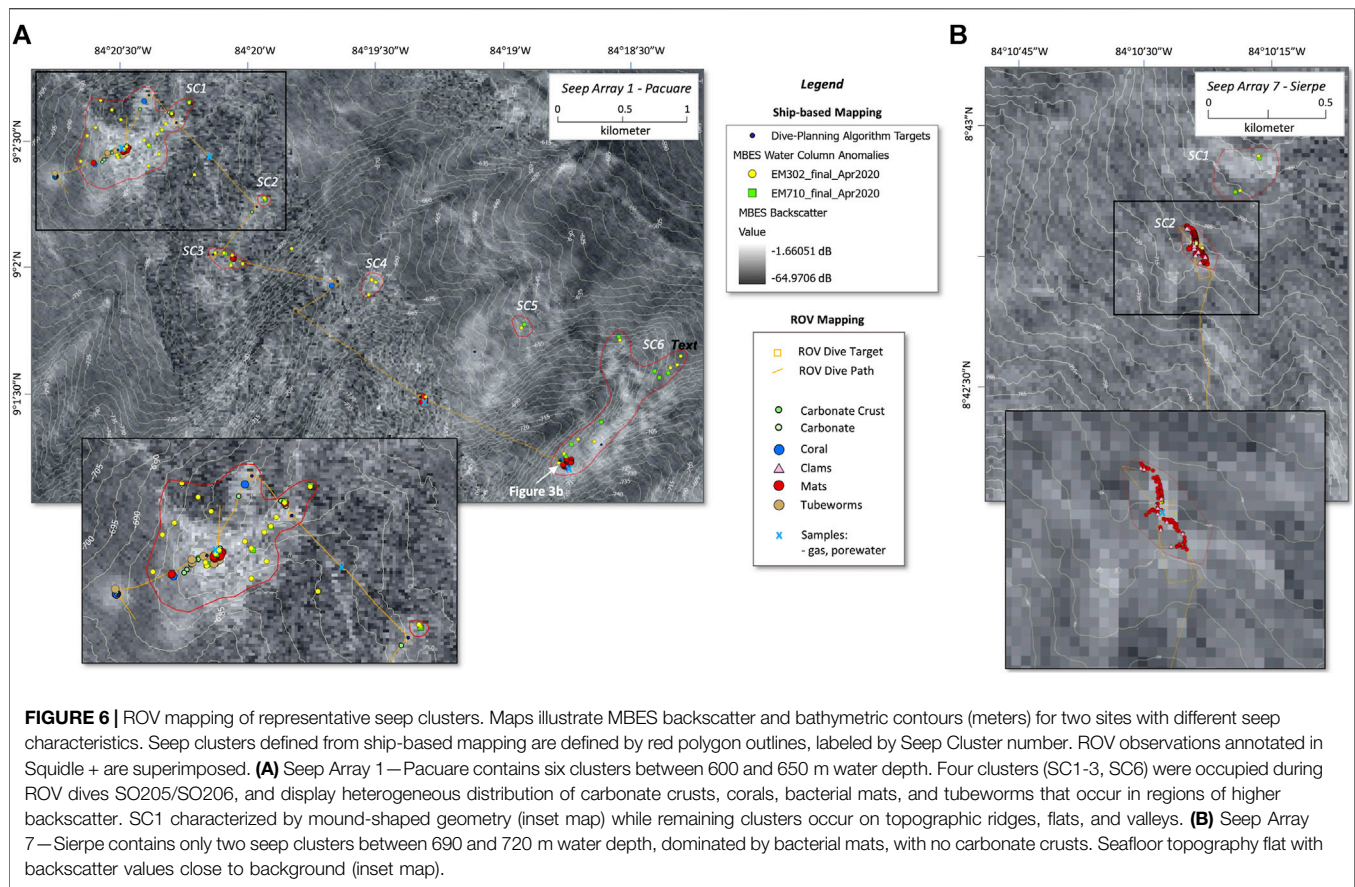 A
84°20'30"W 84°20'W 84°19'30"W 84°19'W 84°18'30"W
9°2'30"N
9°2'N
9°1'30"N
Seep Array 1 - Pacuare
0 0.5 1
kilometer
SC1
SC2
SC3
SC4
SC5
SC6
Text
Figure 3b
Legend
Ship-based Mapping
Dive-Planning Algorithm Targets
MBES Water Column Anomalies
EM302_final_Apr2020
EM710_final_Apr2020
MBES Backscatter
Value
-1.66051 dB
-64.9706 dB
ROV Mapping
ROV Dive Target
ROV Dive Path
Carbonate Crust
Carbonate
Coral
Clams
Mats
Tubeworms
x Samples:
- gas, porewater
B
84°10'45"W 84°10'30"W 84°10'15"W
8°43'N
8°42'30"N
Seep Array 7 - Sierpe
0 0.5
kilometer
SC1
SC2
FIGURE 6 | ROV mapping of representative seep clusters. Maps illustrate MBES backscatter and bathymetric contours (meters) for two sites with different seep
characteristics. Seep clusters defined from ship-based mapping are defined by red polygon outlines, labeled by Seep Cluster number. ROV observations annotated in
Squidle + are superimposed. (A) Seep Array 1—Pacuare contains six clusters between 600 and 650 m water depth. Four clusters (SC1-3, SC6) were occupied during
ROV dives SO205/SO206, and display heterogeneous distribution of carbonate crusts, corals, bacterial mats, and tubeworms that occur in regions of higher
backscatter. SC1 characterized by mound-shaped geometry (inset map) while remaining clusters occur on topographic ridges, flats, and valleys. (B) Seep Array
7—Sierpe contains only two seep clusters between 690 and 720 m water depth, dominated by bacterial mats, with no carbonate crusts. Seafloor topography flat with
backscatter values close to background (inset map).